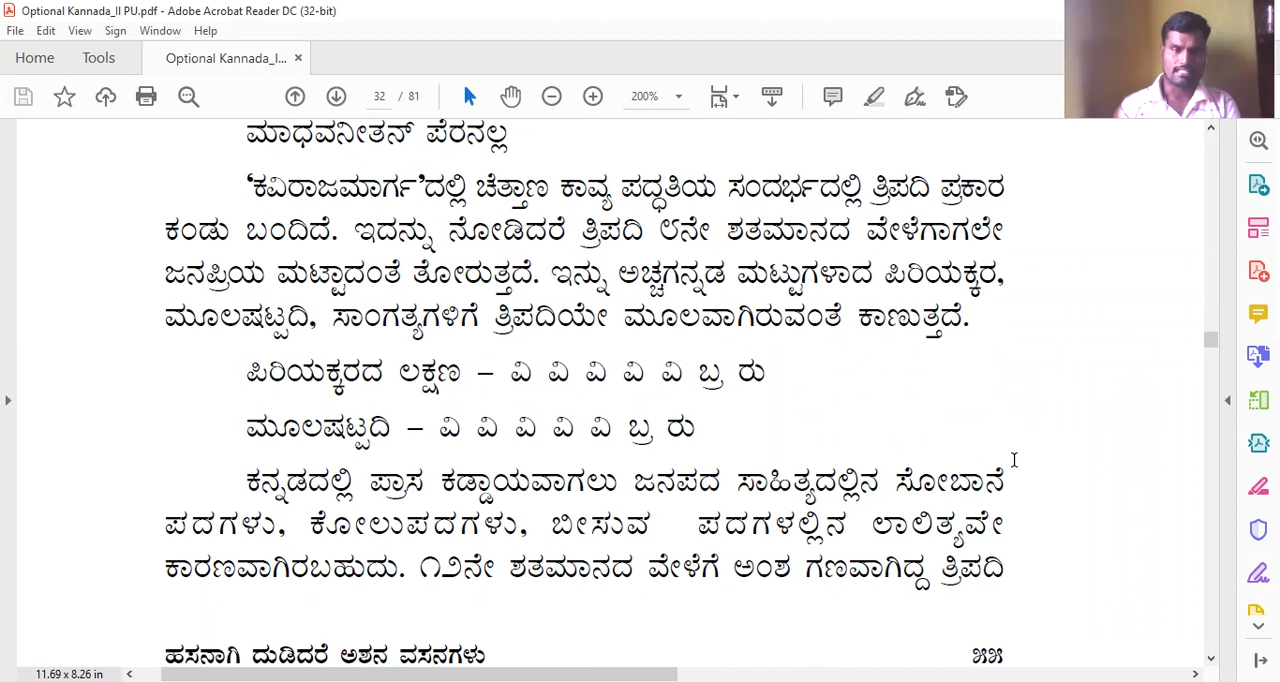 Optional Kannada_II PU.pdf - Adobe Acrobat Reader DC (32-bit)
File Edit View Sign Window Help
Home Tools Optional Kannada_I... ×
32 / 81 200%
ಮಾಧವನೀತನ್ ಪೆರನಲ್ಲ
‘ಕವಿರಾಜಮಾರ್ಗ’ದಲ್ಲಿ ಚೆತ್ತಾಣ ಕಾವ್ಯ ಪದ್ಧತಿಯ ಸಂದರ್ಭದಲ್ಲಿ ತ್ರಿಪದಿ ಪ್ರಕಾರ
ಕಂಡು ಬಂದಿದೆ. ಇದನ್ನು ನೋಡಿದರೆ ತ್ರಿಪದಿ ೮ನೇ ಶತಮಾನದ ವೇಳೆಗಾಗಲೇ
ಜನಪ್ರಿಯ ಮಟ್ಟಾದಂತೆ ತೋರುತ್ತದೆ. ಇನ್ನು ಅಚ್ಚಗನ್ನಡ ಮಟ್ಟುಗಳಾದ ಪಿರಿಯಕ್ಕರ,
ಮೂಲಷಟ್ಪದಿ, ಸಾಂಗತ್ಯಗಳಿಗೆ ತ್ರಿಪದಿಯೇ ಮೂಲವಾಗಿರುವಂತೆ ಕಾಣುತ್ತದೆ.
ಪಿರಿಯಕ್ಕರದ ಲಕ್ಷಣ – ವಿ ವಿ ವಿ ವಿ ವಿ ಬ್ರ ರು
ಮೂಲಷಟ್ಪದಿ – ವಿ ವಿ ವಿ ವಿ ವಿ ಬ್ರ ರು
ಕನ್ನಡದಲ್ಲಿ ಪ್ರಾಸ ಕಡ್ಡಾಯವಾಗಲು ಜನಪದ ಸಾಹಿತ್ಯದಲ್ಲಿನ ಸೋಬಾನೆ
ಪದಗಳು, ಕೋಲುಪದಗಳು, ಬೀಸುವ ಪದಗಳಲ್ಲಿನ ಲಾಲಿತ್ಯವೇ
ಕಾರಣವಾಗಿರಬಹುದು. ೧೨ನೇ ಶತಮಾನದ ವೇಳೆಗೆ ಅಂಶ ಗಣವಾಗಿದ್ದ ತ್ರಿಪದಿ
ಹಸನಾಗಿ ದುಡಿದರೆ ಅಶನ ವಸನಗಳು ೫೫
11.69 x 8.26 in